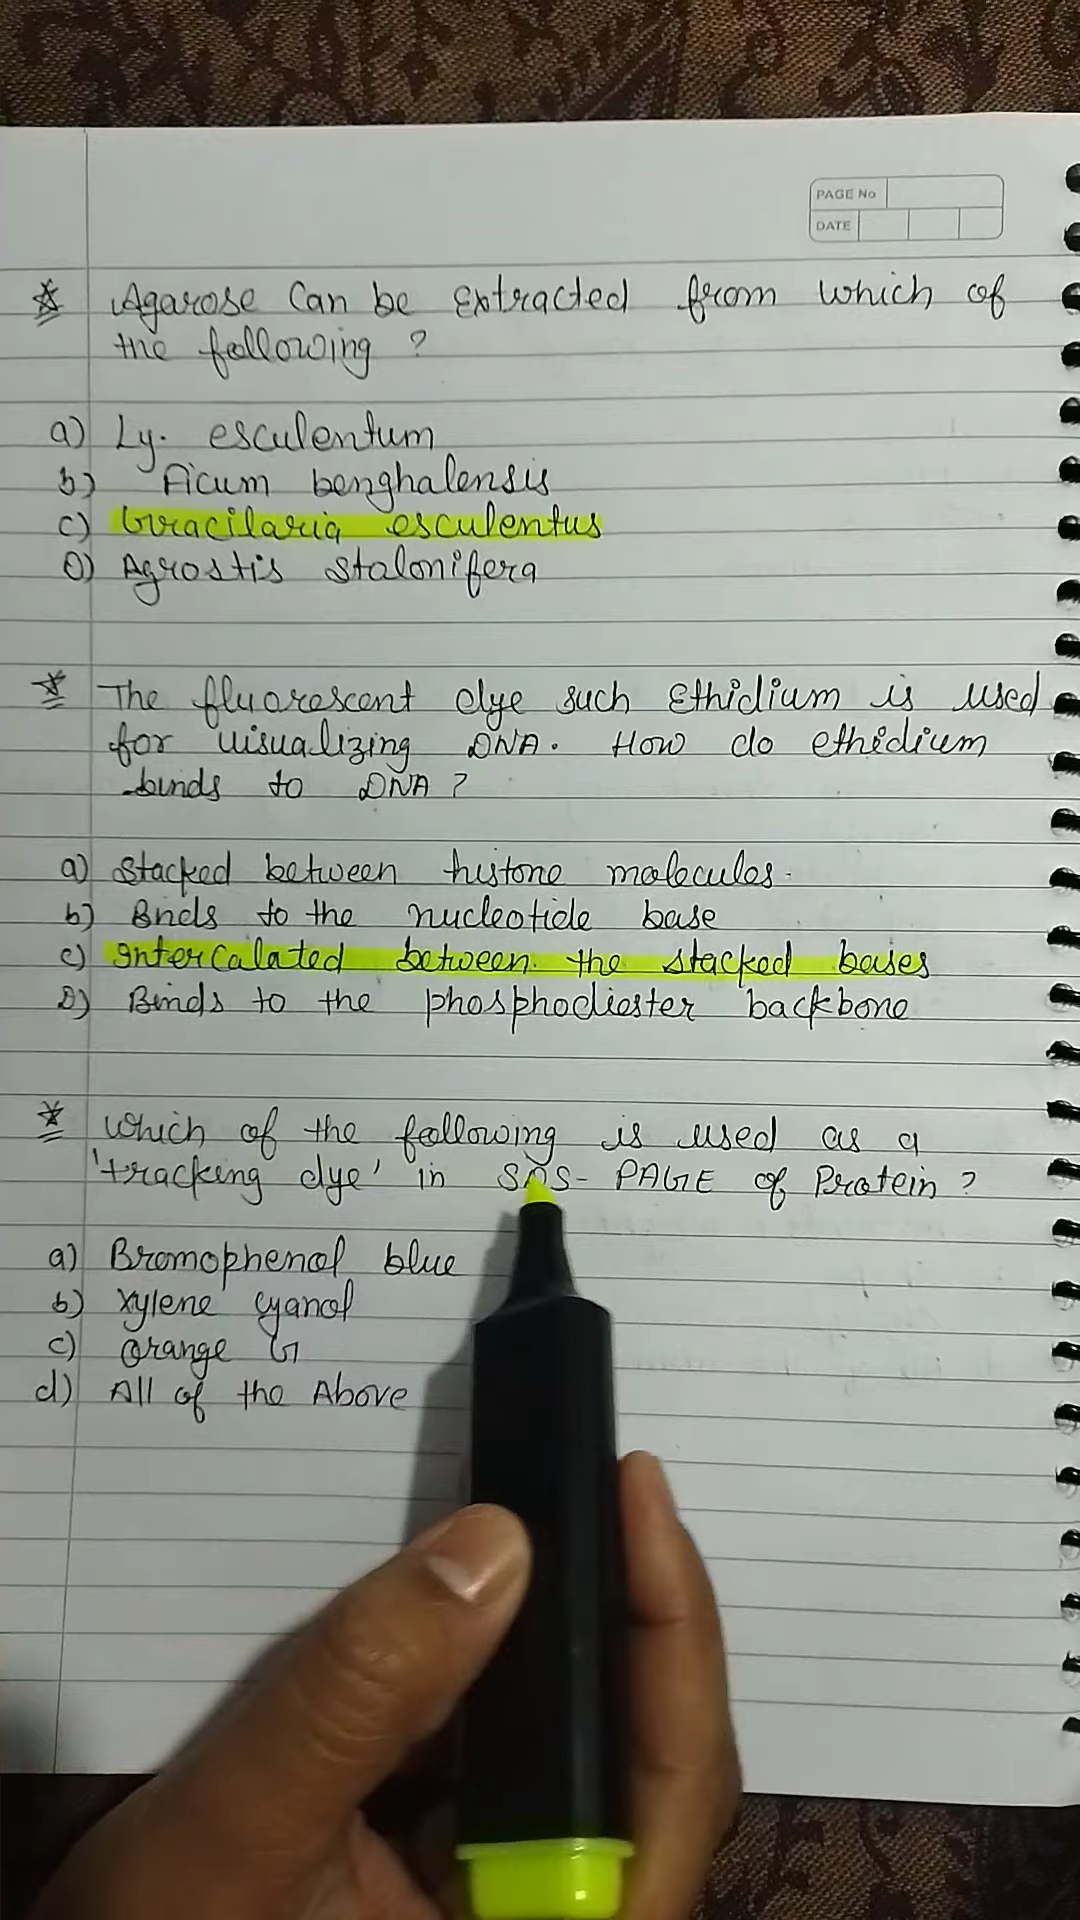 PAGE No
DATE
Agarose Can be Extracted from which of
the following ?
a) Ly. esculentum
b) Ficum benghalensis
c) Gracilaria esculentus
D) Agrostis stalonifera
The fluorescent dye such Ethidium is used
for visualizing DNA. How do ethidium
binds to DNA ?
a) Stacked between histone molecules.
b) Bnds to the nucleotide base
c) Intercalated between the stacked bases
D) Binds to the phosphodiester backbone
Which of the following is used as a
'tracking dye' in SDS- PAGE of Protein ?
a) Bromophenol blue
b) Xylene cyanol
c) Orange G
d) All of the Above